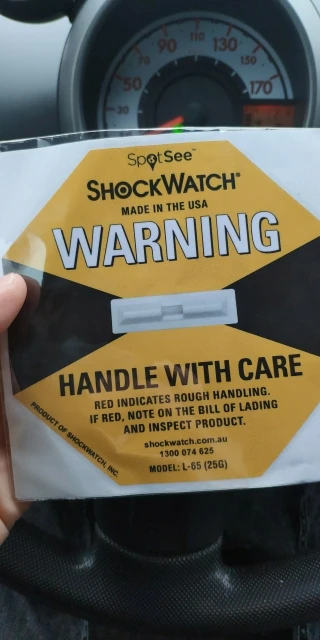 50
70
90
110
130
150
170
30
SpotSee™
SHOCKWATCH®
MADE IN THE USA
WARNING
HANDLE WITH CARE
RED INDICATES ROUGH HANDLING.
IF RED, NOTE ON THE BILL OF LADING
AND INSPECT PRODUCT.
shockwatch.com.au
1300 074 625
MODEL: L-65 (25G)
PRODUCT OF SHOCKWATCH, INC.